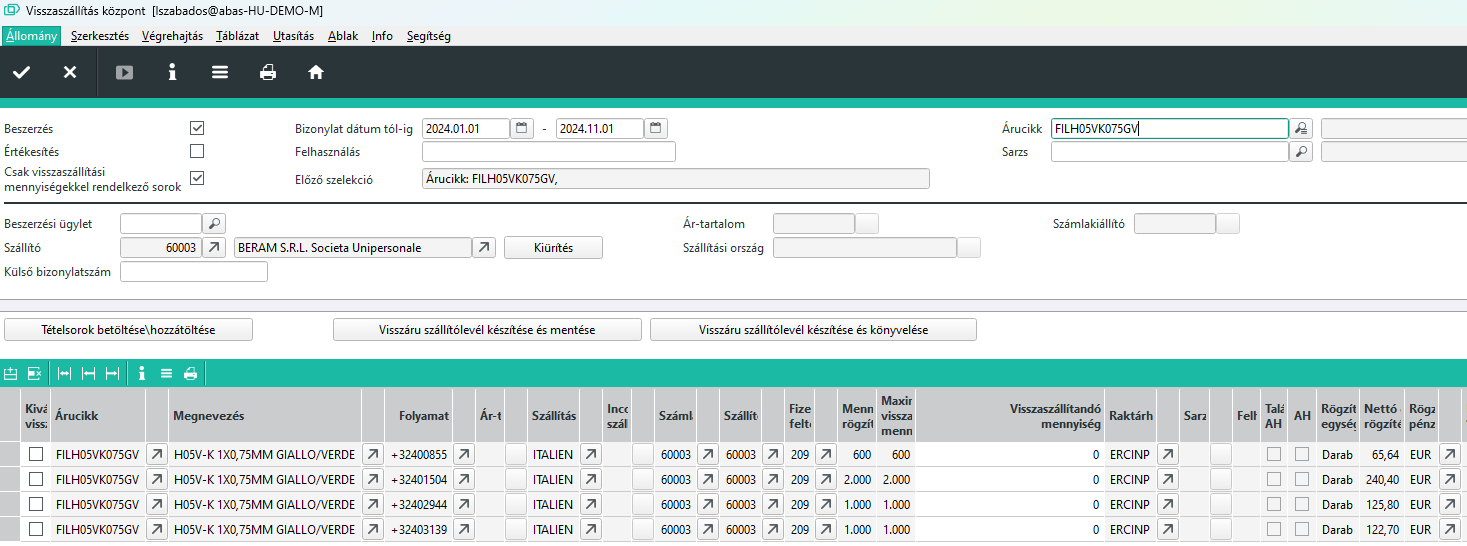 Visszaszállítás központ [lszabados@abas-HU-DEMO-M]
Állomány Szerkesztés Végrehajtás Táblázat Utasítás Ablak Info Segítség
Beszerzés Bizonylat dátum tól-ig 2024.01.01 - 2024.11.01 Árucikk FILH05VK075GV
Értékesítés Felhasználás Sarzs
Csak visszaszállítási
mennyiségekkel rendelkező sorok Előző szelekció Árucikk: FILH05VK075GV,
Beszerzési ügylet Ár-tartalom Számlakiállító
Szállító 60003 BERAM S.R.L. Societa Unipersonale Kiürítés Szállítási ország
Külső bizonylatszám
Tételsorok betöltése\hozzátöltése Visszáru szállítólevél készítése és mentése Visszáru szállítólevél készítése és könyvelése
Kivá
vissz Árucikk Megnevezés Folyamat Ár-t Szállítás Inco
száll Száml Szállít Fize
felté Menn
rögzít Maxin
vissza
menn Visszaszállítandó
mennyiség Raktárh Sarz Felh Talá
AH AH Rögzít
egység Nettó
rögzíté Rögz
pénz
FILH05VK075GV H05V-K 1X0,75MM GIALLO/VERDE +32400855 ITALIEN 60003 60003 209 600 600 0 ERCINP Darab 65,64 EUR
FILH05VK075GV H05V-K 1X0,75MM GIALLO/VERDE +32401504 ITALIEN 60003 60003 209 2.000 2.000 0 ERCINP Darab 240,40 EUR
FILH05VK075GV H05V-K 1X0,75MM GIALLO/VERDE +32402944 ITALIEN 60003 60003 209 1.000 1.000 0 ERCINP Darab 125,80 EUR
FILH05VK075GV H05V-K 1X0,75MM GIALLO/VERDE +32403139 ITALIEN 60003 60003 209 1.000 1.000 0 ERCINP Darab 122,70 EUR